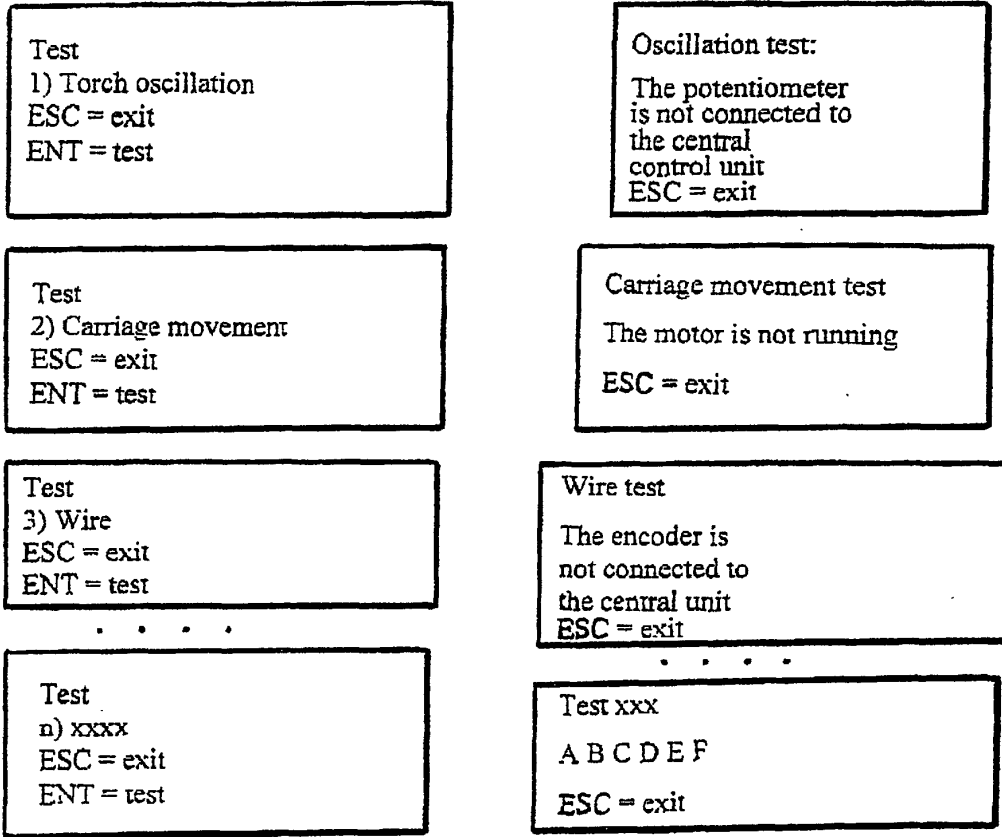 Test
1) Torch oscillation
ESC = exit
ENT = test
Oscillation test:
The potentiometer
is not connected to
the central
control unit
ESC = exit
Test
2) Carriage movement
ESC = exit
ENT = test
Carriage movement test
The motor is not running
ESC = exit
Test
3) Wire
ESC = exit
ENT = test
Wire test
The encoder is
not connected to
the central unit
ESC = exit
. . . .
. . . .
Test
n) xxxx
ESC = exit
ENT = test
Test xxx
A B C D E F
ESC = exit